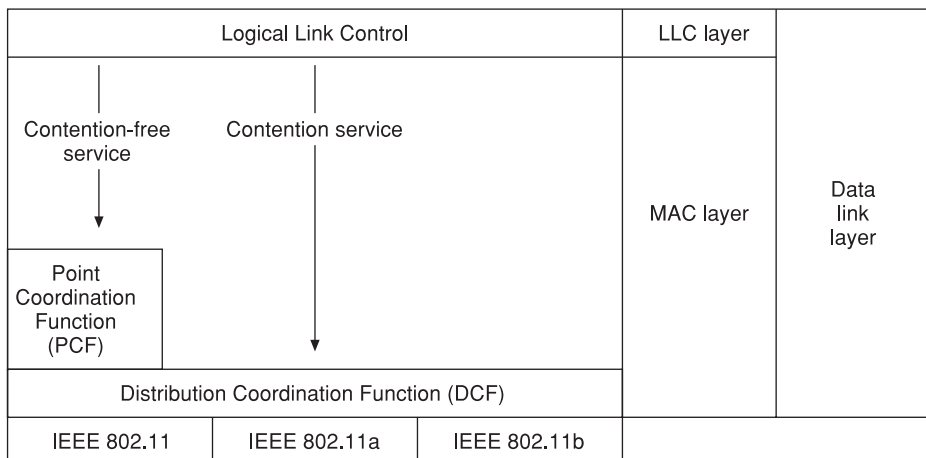 Logical Link Control
LLC layer
Contention-free
service
Contention service
MAC layer
Data
link
layer
Point
Coordination
Function
(PCF)
Distribution Coordination Function (DCF)
IEEE 802.11
IEEE 802.11a
IEEE 802.11b